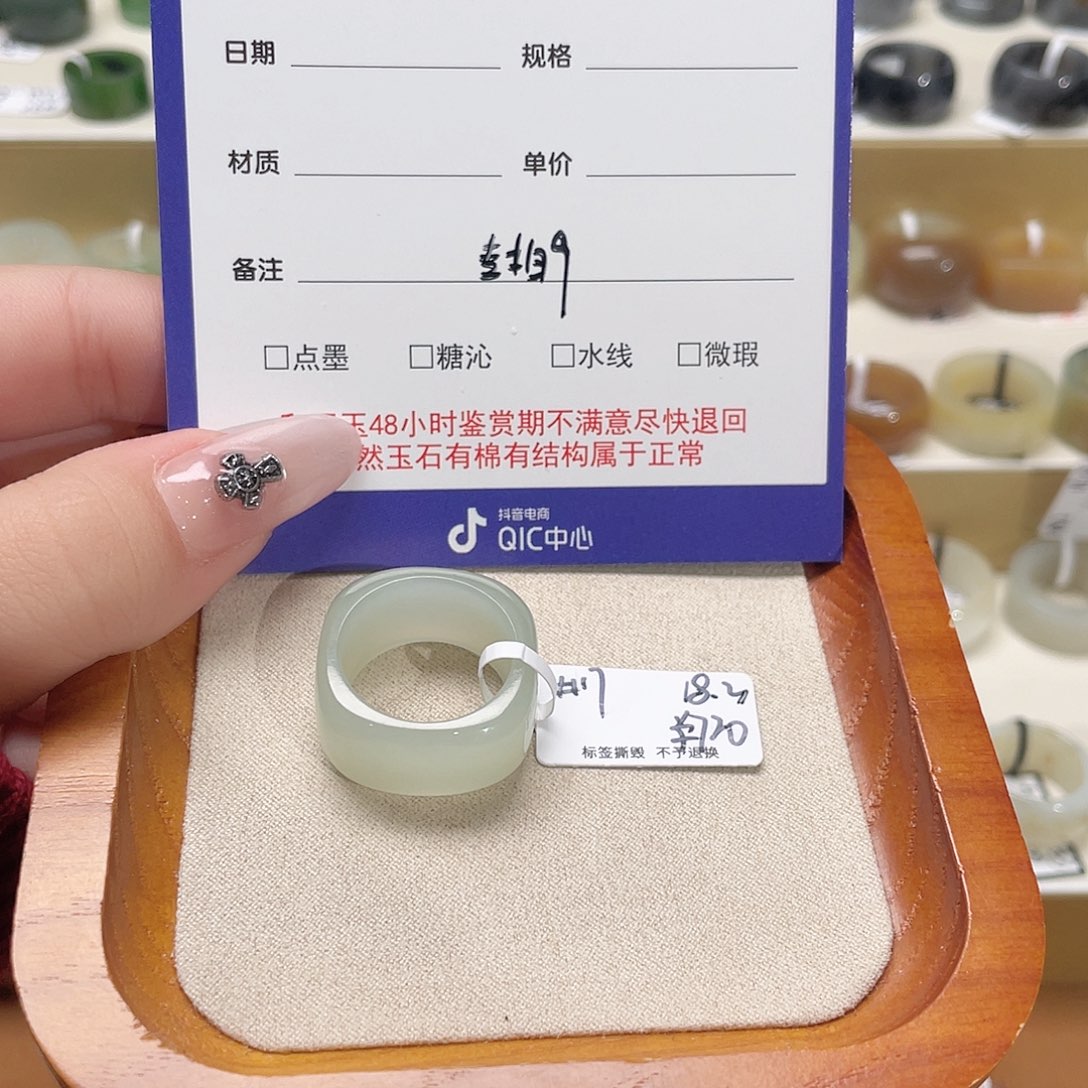 日期 规格
材质 单价
备注
□点墨 □糖沁 □水线 □微瑕
玉48小时鉴赏期不满意尽快退回
然玉石有棉有结构属于正常
抖音电商
QIC中心
#17 18.2
¥720
标签撕毁 不予退换